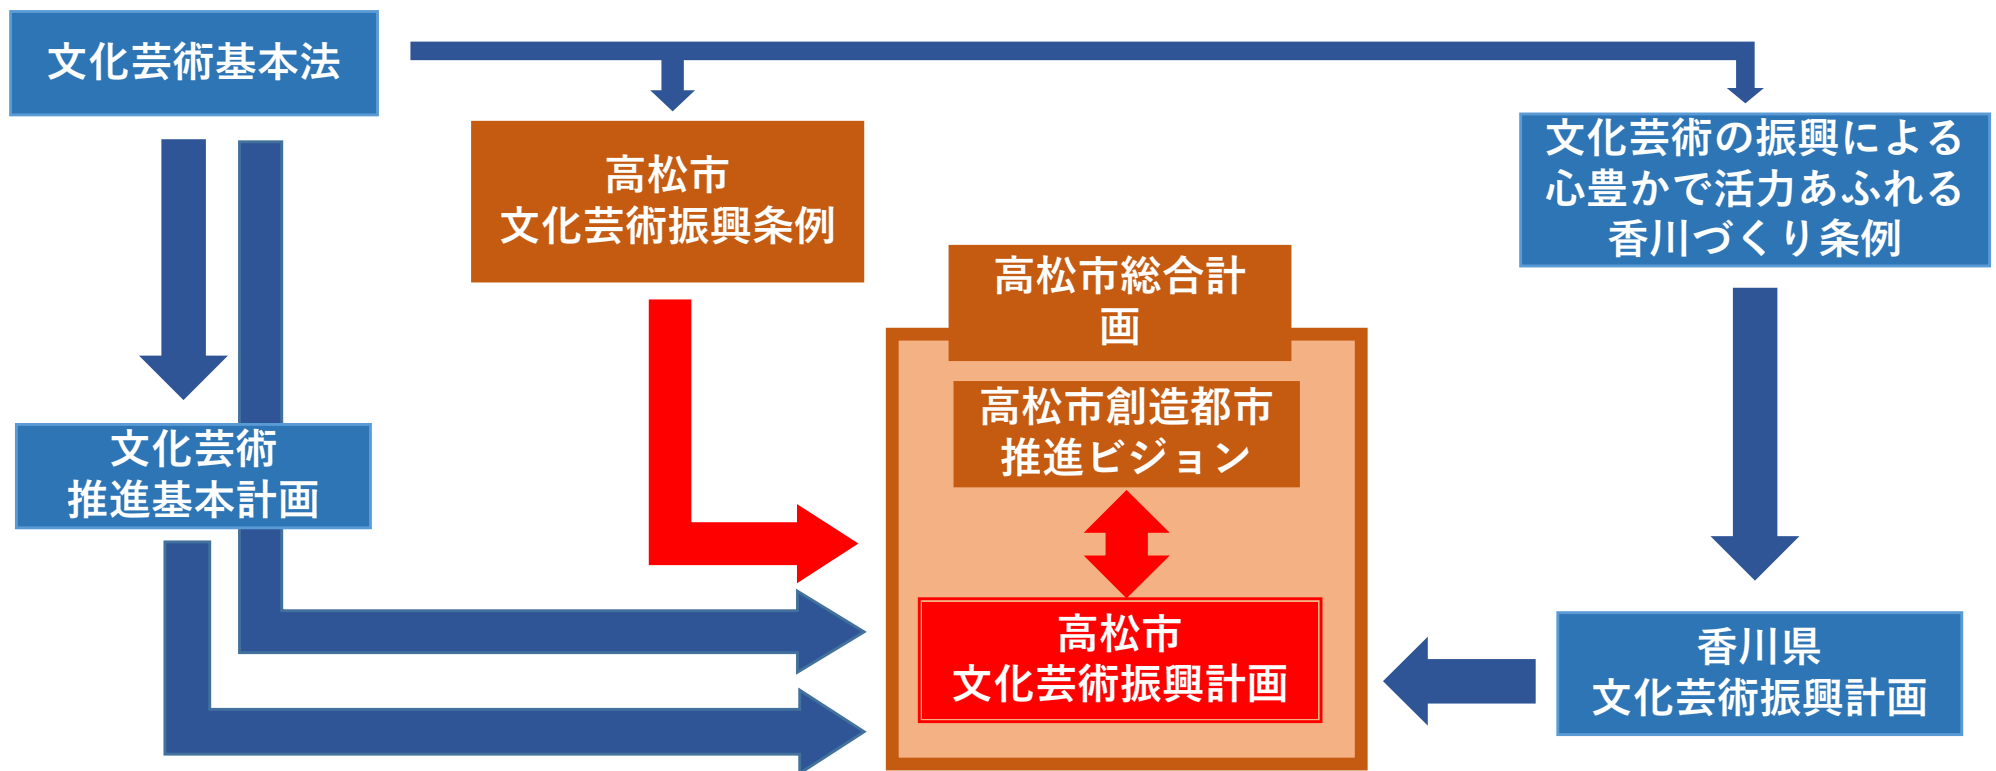 文化芸術基本法
高松市
文化芸術振興条例
文化芸術の振興による
心豊かで活力あふれる
香川づくり条例
高松市総合計
画
高松市創造都市
推進ビジョン
文化芸術
推進基本計画
高松市
文化芸術振興計画
香川県
文化芸術振興計画